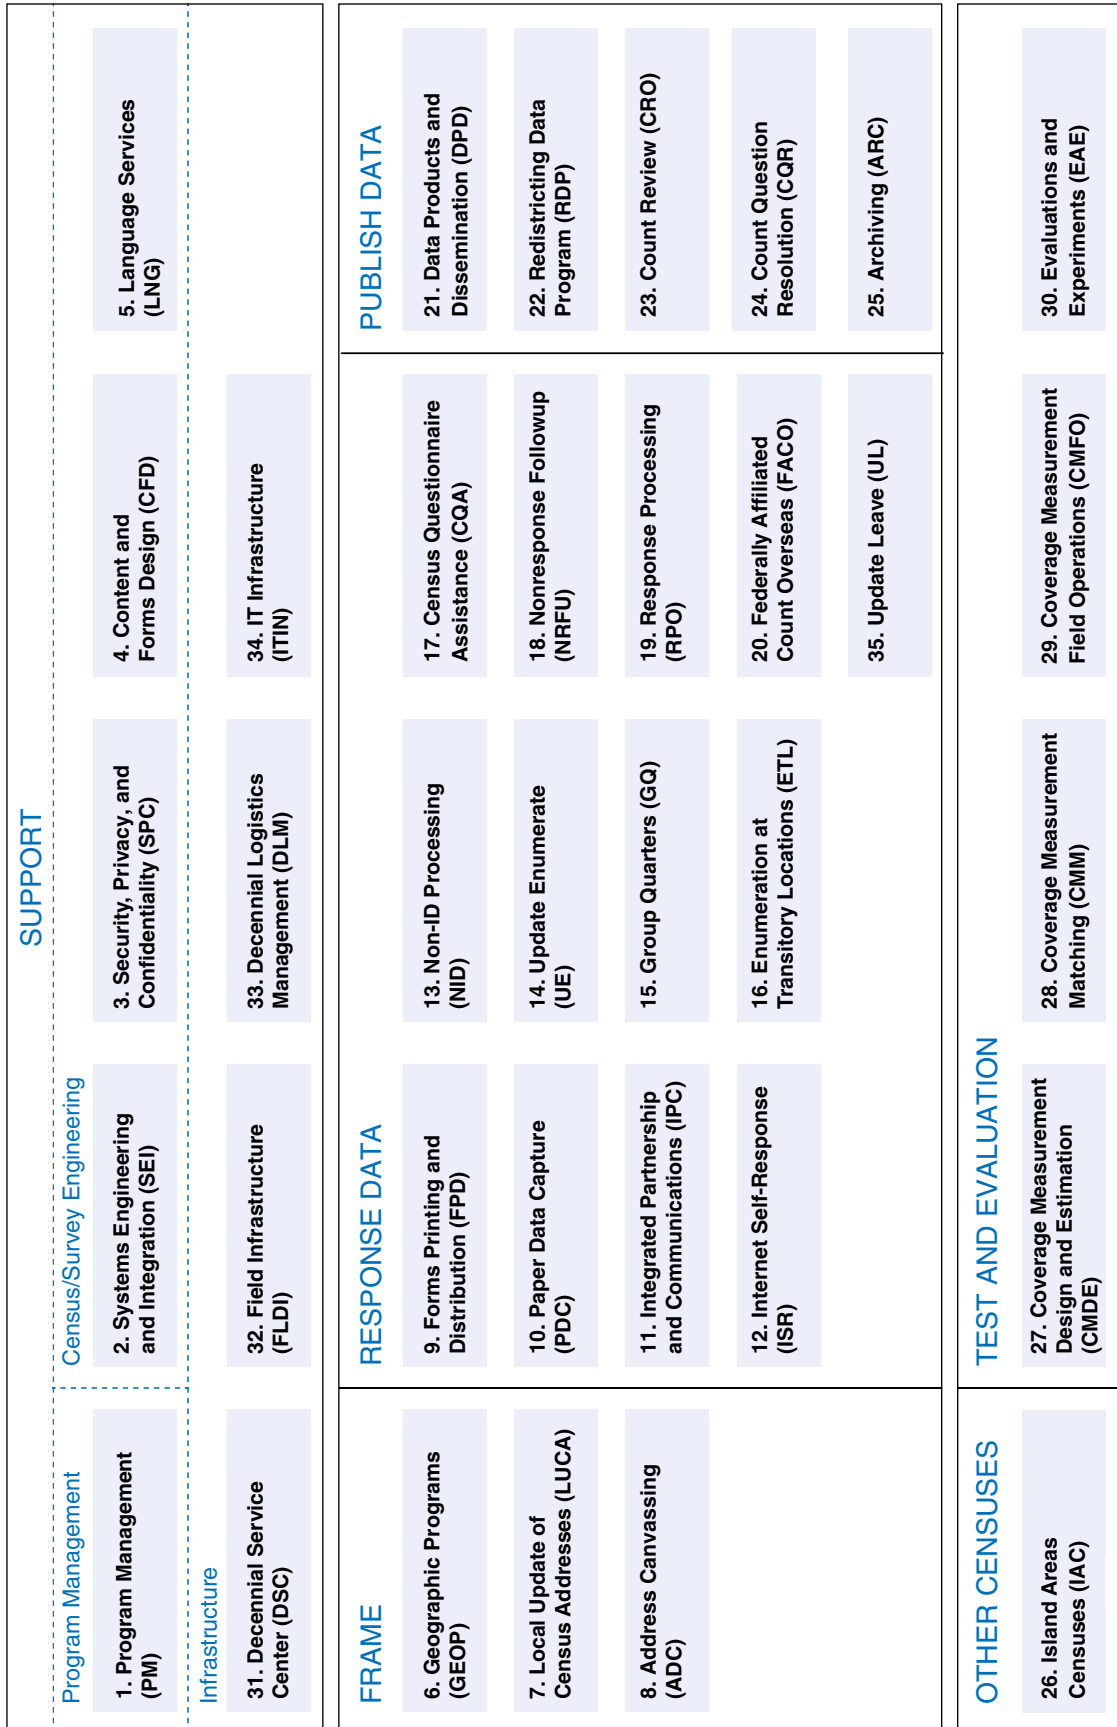 SUPPORT
Program Management
1. Program Management
(PM)
Census/Survey Engineering
2. Systems Engineering
and Integration (SEI)
3. Security, Privacy, and
Confidentiality (SPC)
4. Content and
Forms Design (CFD)
5. Language Services
(LNG)
Infrastructure
31. Decennial Service
Center (DSC)
32. Field Infrastructure
(FLDI)
33. Decennial Logistics
Management (DLM)
34. IT Infrastructure
(ITIN)
FRAME
6. Geographic Programs
(GEOP)
7. Local Update of
Census Addresses (LUCA)
8. Address Canvassing
(ADC)
RESPONSE DATA
9. Forms Printing and
Distribution (FPD)
10. Paper Data Capture
(PDC)
11. Integrated Partnership
and Communications (IPC)
12. Internet Self-Response
(ISR)
13. Non-ID Processing
(NID)
14. Update Enumerate
(UE)
15. Group Quarters (GQ)
16. Enumeration at
Transitory Locations (ETL)
17. Census Questionnaire
Assistance (CQA)
18. Nonresponse Followup
(NRFU)
19. Response Processing
(RPO)
20. Federally Affiliated
Count Overseas (FACO)
35. Update Leave (UL)
PUBLISH DATA
21. Data Products and
Dissemination (DPD)
22. Redistricting Data
Program (RDP)
23. Count Review (CRO)
24. Count Question
Resolution (CQR)
25. Archiving (ARC)
OTHER CENSUSES
26. Island Areas
Censuses (IAC)
TEST AND EVALUATION
27. Coverage Measurement
Design and Estimation
(CMDE)
28. Coverage Measurement
Matching (CMM)
29. Coverage Measurement
Field Operations (CMFO)
30. Evaluations and
Experiments (EAE)